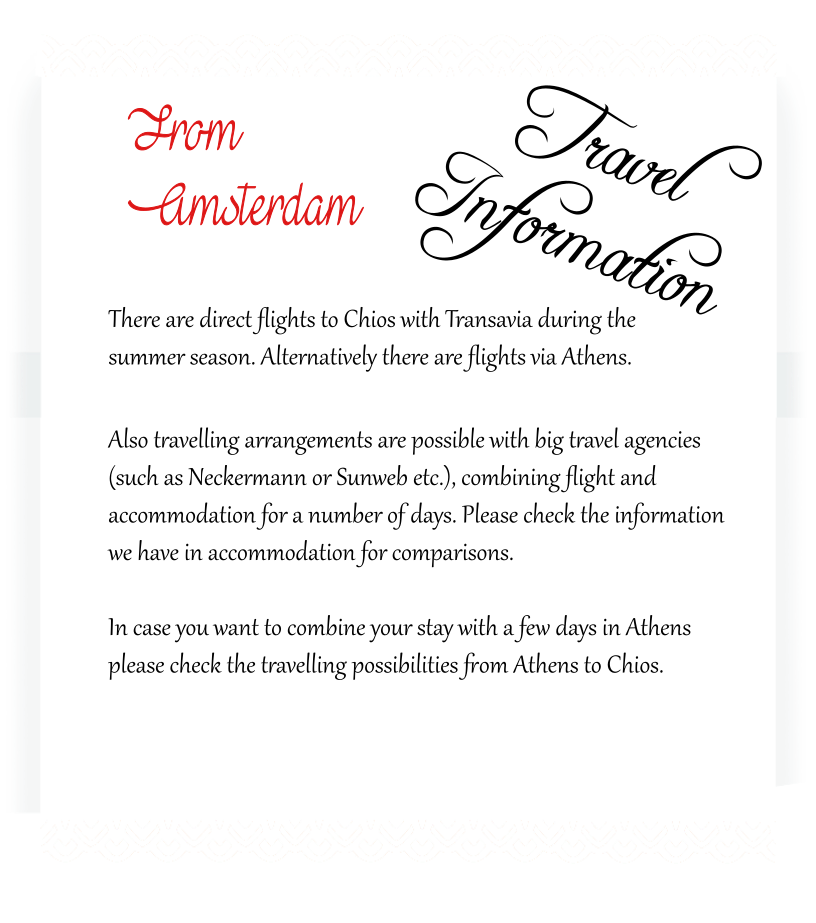 From
Amsterdam
Travel
Information
There are direct flights to Chios with Transavia during the
summer season. Alternatively there are flights via Athens.
Also travelling arrangements are possible with big travel agencies
(such as Neckermann or Sunweb etc.), combining flight and
accommodation for a number of days. Please check the information
we have in accommodation for comparisons.
In case you want to combine your stay with a few days in Athens
please check the travelling possibilities from Athens to Chios.